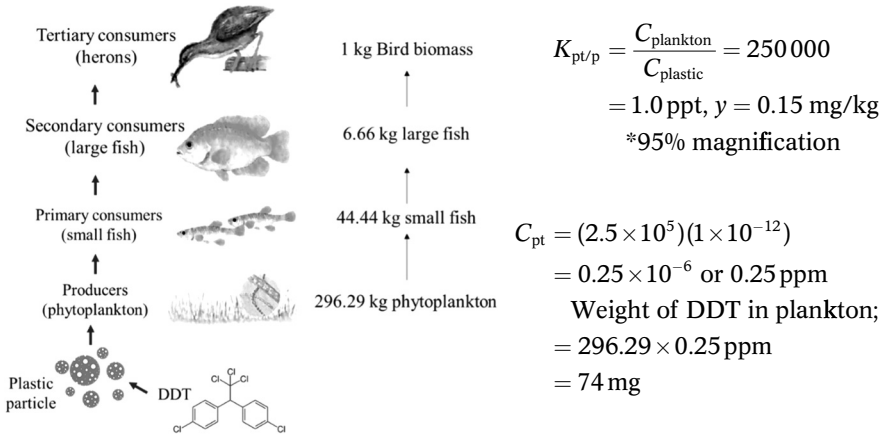 Tertiary consumers
(herons)
1 kg Bird biomass
Secondary consumers
(large fish)
6.66 kg large fish
Primary consumers
(small fish)
44.44 kg small fish
Producers
(phytoplankton)
296.29 kg phytoplankton
Plastic
particle
DDT
Cl
Cl
Cl
Cl
Cl
K_pt/p = C_plankton / C_plastic = 250 000
= 1.0 ppt, y = 0.15 mg/kg
*95% magnification
C_pt = (2.5 × 10⁵)(1 × 10⁻¹²)
= 0.25 × 10⁻⁶ or 0.25 ppm
Weight of DDT in plankton;
= 296.29 × 0.25 ppm
= 74 mg